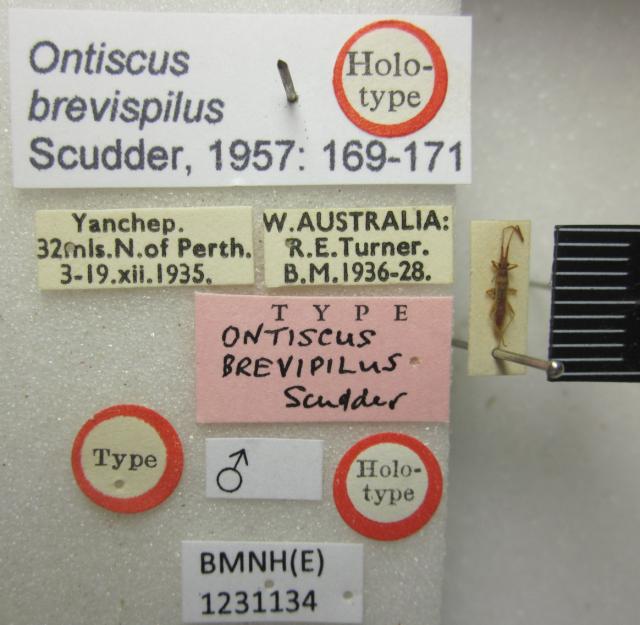 Ontiscus
brevispilus
Scudder, 1957: 169-171
Holo-
type
Yanchep.
32mls.N.of Perth.
3-19.xii.1935.
W.AUSTRALIA:
R.E.Turner.
B.M.1936-28.
TYPE
ONTISCUS
BREVIPILUS
Scudder
Type
♂
Holo-
type
BMNH(E)
1231134